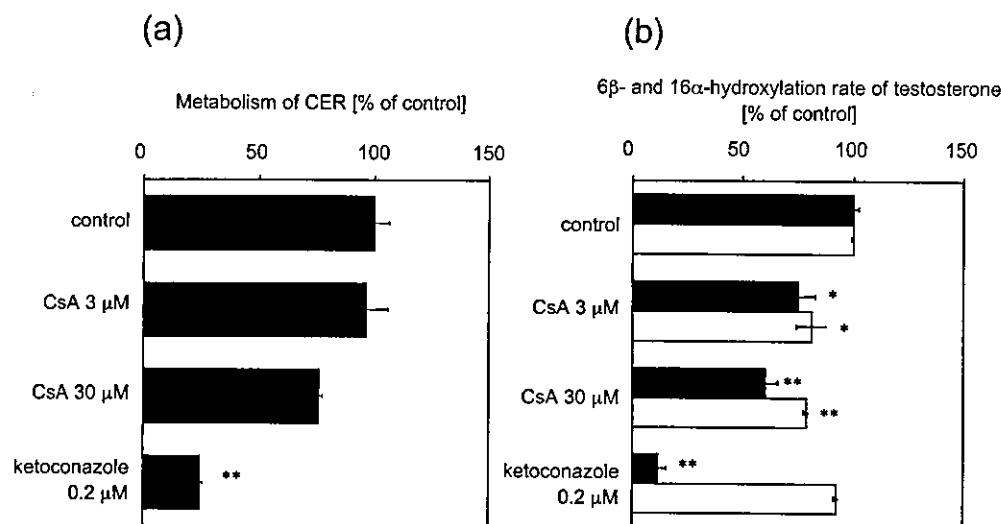 (a)
Metabolism of CER [% of control]
0 50 100 150
control
CsA 3 μM
CsA 30 μM
ketoconazole
0.2 μM
**
(b)
6β- and 16α-hydroxylation rate of testosterone
[% of control]
0 50 100 150
control
CsA 3 μM
*
*
CsA 30 μM
**
**
ketoconazole
0.2 μM
**